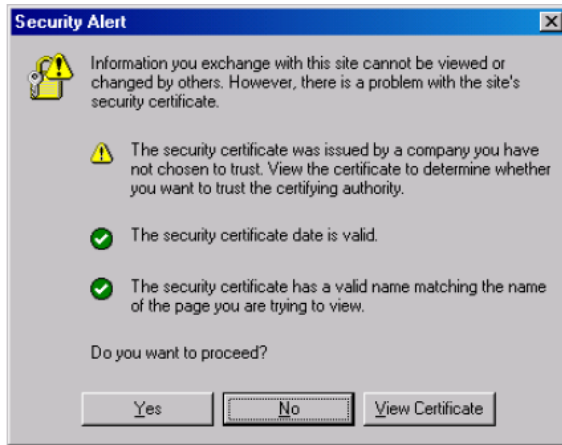 Security Alert
Information you exchange with this site cannot be viewed or
changed by others. However, there is a problem with the site's
security certificate.
The security certificate was issued by a company you have
not chosen to trust. View the certificate to determine whether
you want to trust the certifying authority.
The security certificate date is valid.
The security certificate has a valid name matching the name
of the page you are trying to view.
Do you want to proceed?
Yes No View Certificate